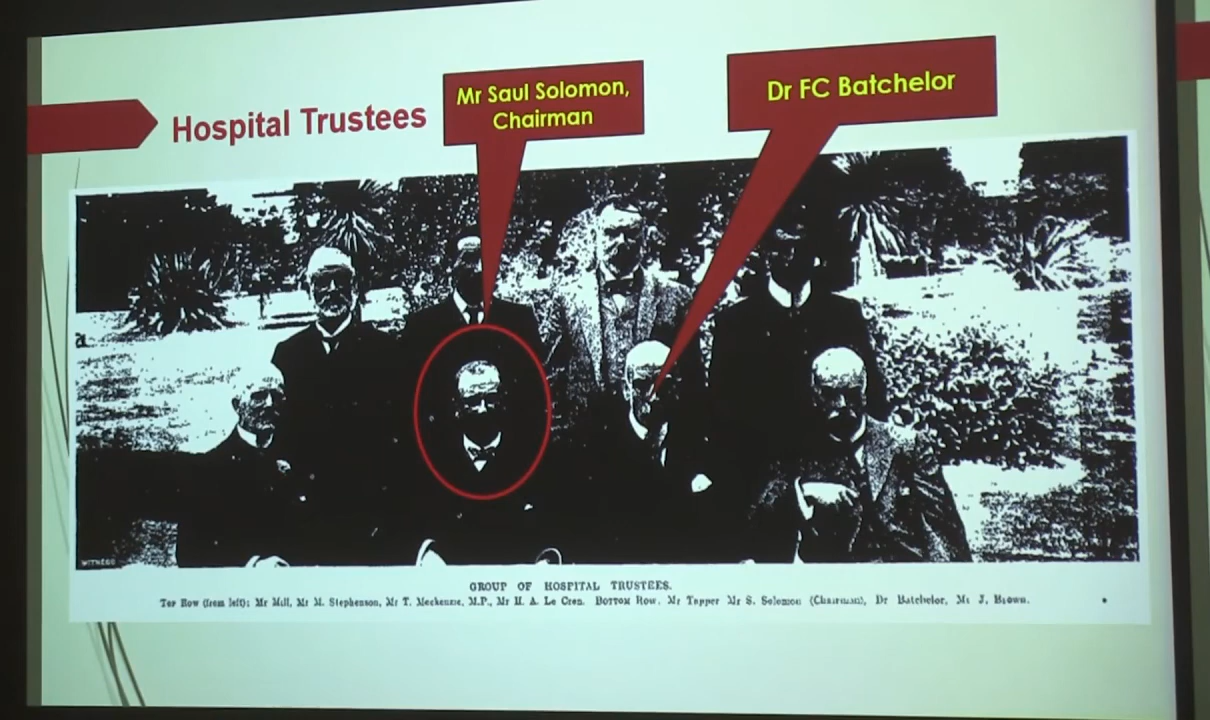 Mr Saul Solomon,
Chairman
Dr FC Batchelor
Hospital Trustees
WITNESS
GROUP OF HOSPITAL TRUSTEES.
Top Row (from left): Mr Mill, Mr M. Stephenson, Mr T. Mackenzie, M.P., Mr H. A. Le Cren. BOTTOM ROW. Mr Tapper Mr S. Solomon (Chairman), Dr Batchelor, Mr J. Brown.